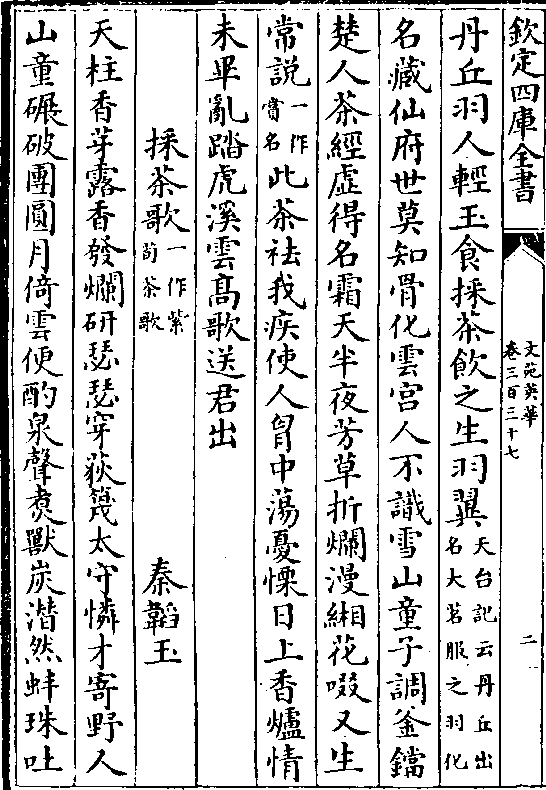 欽定四庫全書
文苑英華
卷三百三十七
二
丹丘羽人輕玉食採茶飲之生羽翼天台記云丹丘出名大茗服之羽化
名藏仙府世莫知骨化雲宮人不識雪山童子調金鐺
楚人茶經虛得名霜天半夜芳草折爛漫緗花啜又生
常說一作賞名此茶祛我疾使人胷中蕩憂慄日上香爐情
未畢亂踏虎溪雲髙歌送君出
採茶歌一作紫荀茶歌 秦韜玉
天柱香芽露香發爛研瑟瑟穿荻篾太守憐才寄野人
山童碾破團圓月倚雲便酌泉聲煑獸炭潛然蚌珠吐